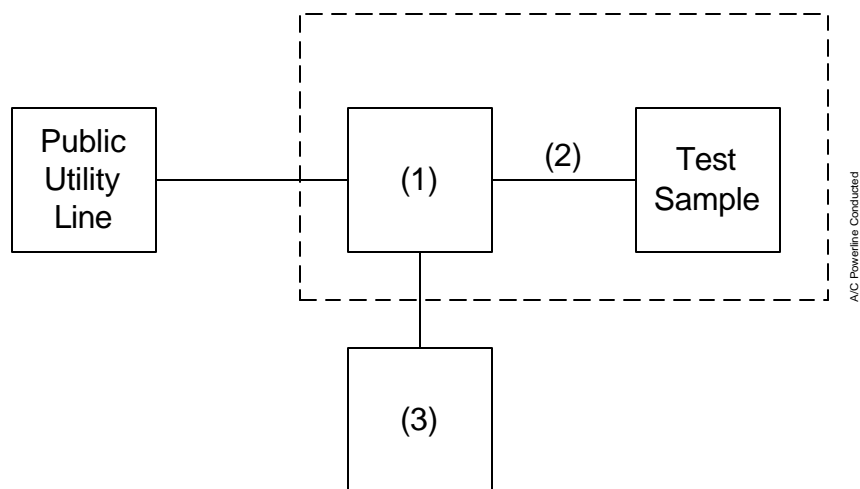 Public
Utility
Line
(1)
(2)
Test
Sample
(3)
A/C Powerline Conducted